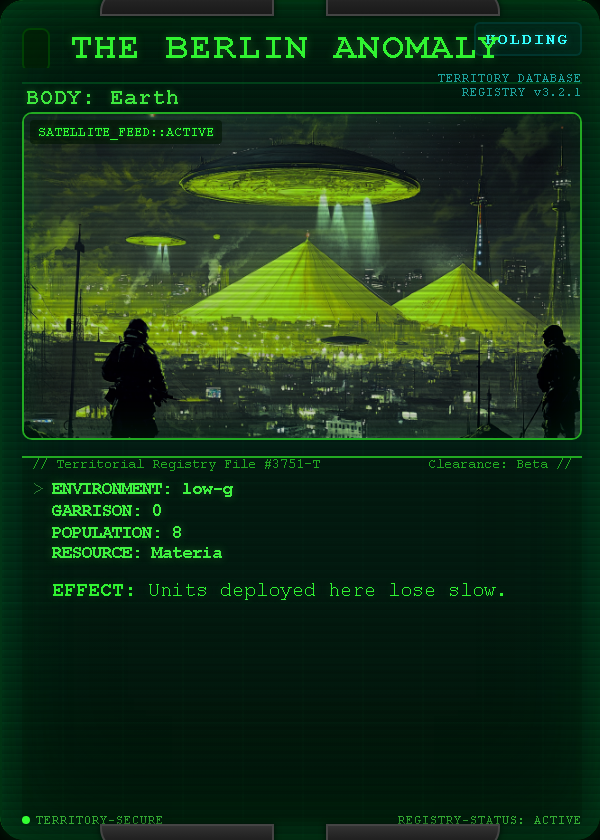 THE BERLIN ANOMALY
HOLDING
TERRITORY DATABASE
REGISTRY v3.2.1
BODY: Earth
SATELLITE_FEED::ACTIVE
// Territorial Registry File #3751-T
Clearance: Beta //
> ENVIRONMENT: low-g
GARRISON: 0
POPULATION: 8
RESOURCE: Materia
EFFECT: Units deployed here lose slow.
TERRITORY-SECURE
REGISTRY-STATUS: ACTIVE